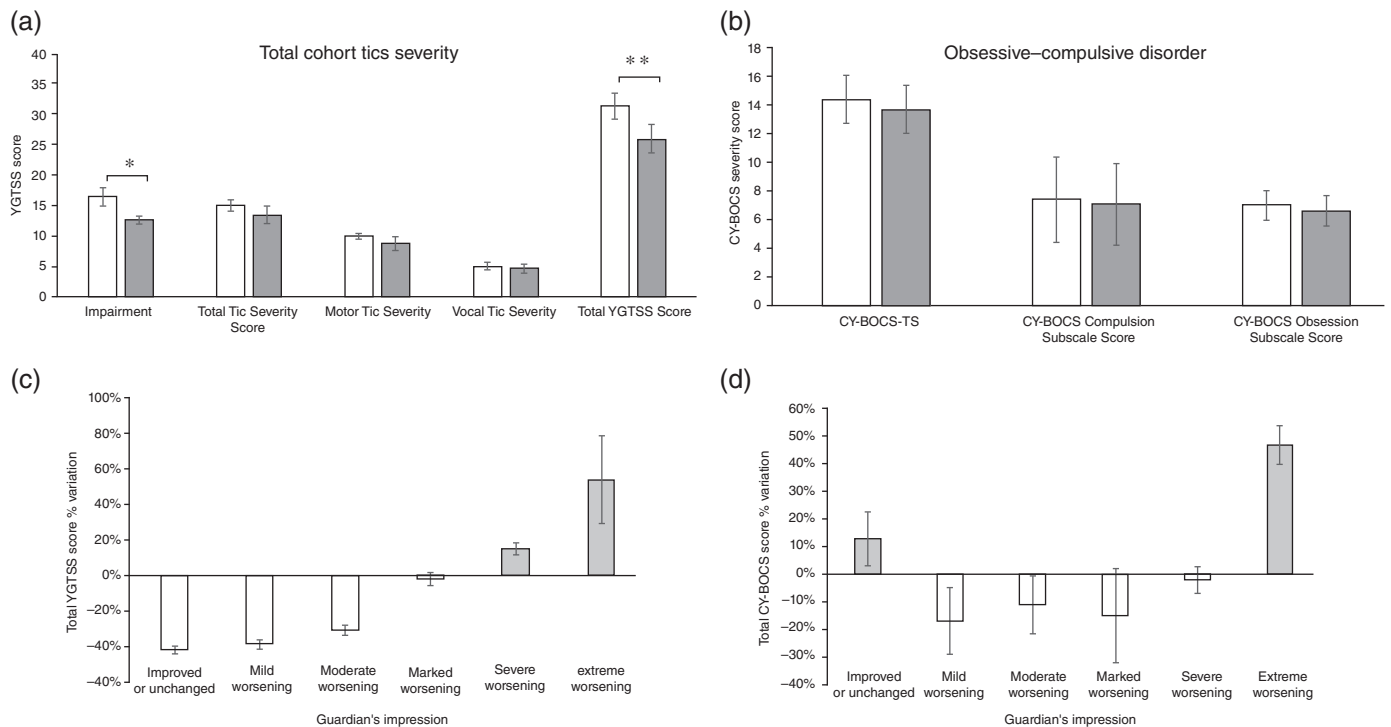 (a)
Total cohort tics severity
YGTSS score
40
35
30
25
20
15
10
5
0
*
**
Impairment
Total Tic Severity
Score
Motor Tic Severity
Vocal Tic Severity
Total YGTSS Score
(b)
Obsessive–compulsive disorder
CY-BOCS severity score
18
16
14
12
10
8
6
4
2
0
CY-BOCS-TS
CY-BOCS Compulsion
Subscale Score
CY-BOCS Obsession
Subscale Score
(c)
Total YGTSS score % variation
100%
80%
60%
40%
20%
0%
–20%
–40%
–60%
Improved
or unchanged
Mild
worsening
Moderate
worsening
Marked
worsening
Severe
worsening
extreme
worsening
Guardian's impression
(d)
Total CY-BOCS score % variation
60%
50%
40%
30%
20%
10%
0%
–10%
–20%
–30%
–40%
Improved
or unchanged
Mild
worsening
Moderate
worsening
Marked
worsening
Severe
worsening
Extreme
worsening
Guardian's impression